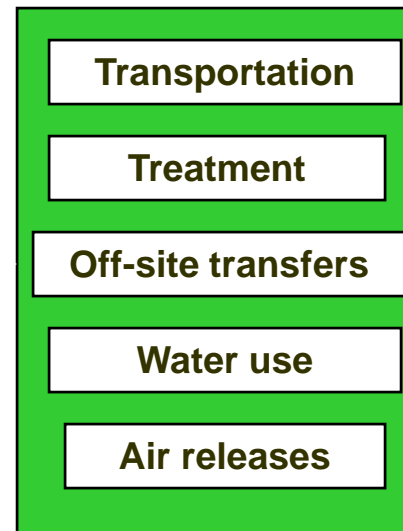 Transportation
Treatment
Off-site transfers
Water use
Air releases